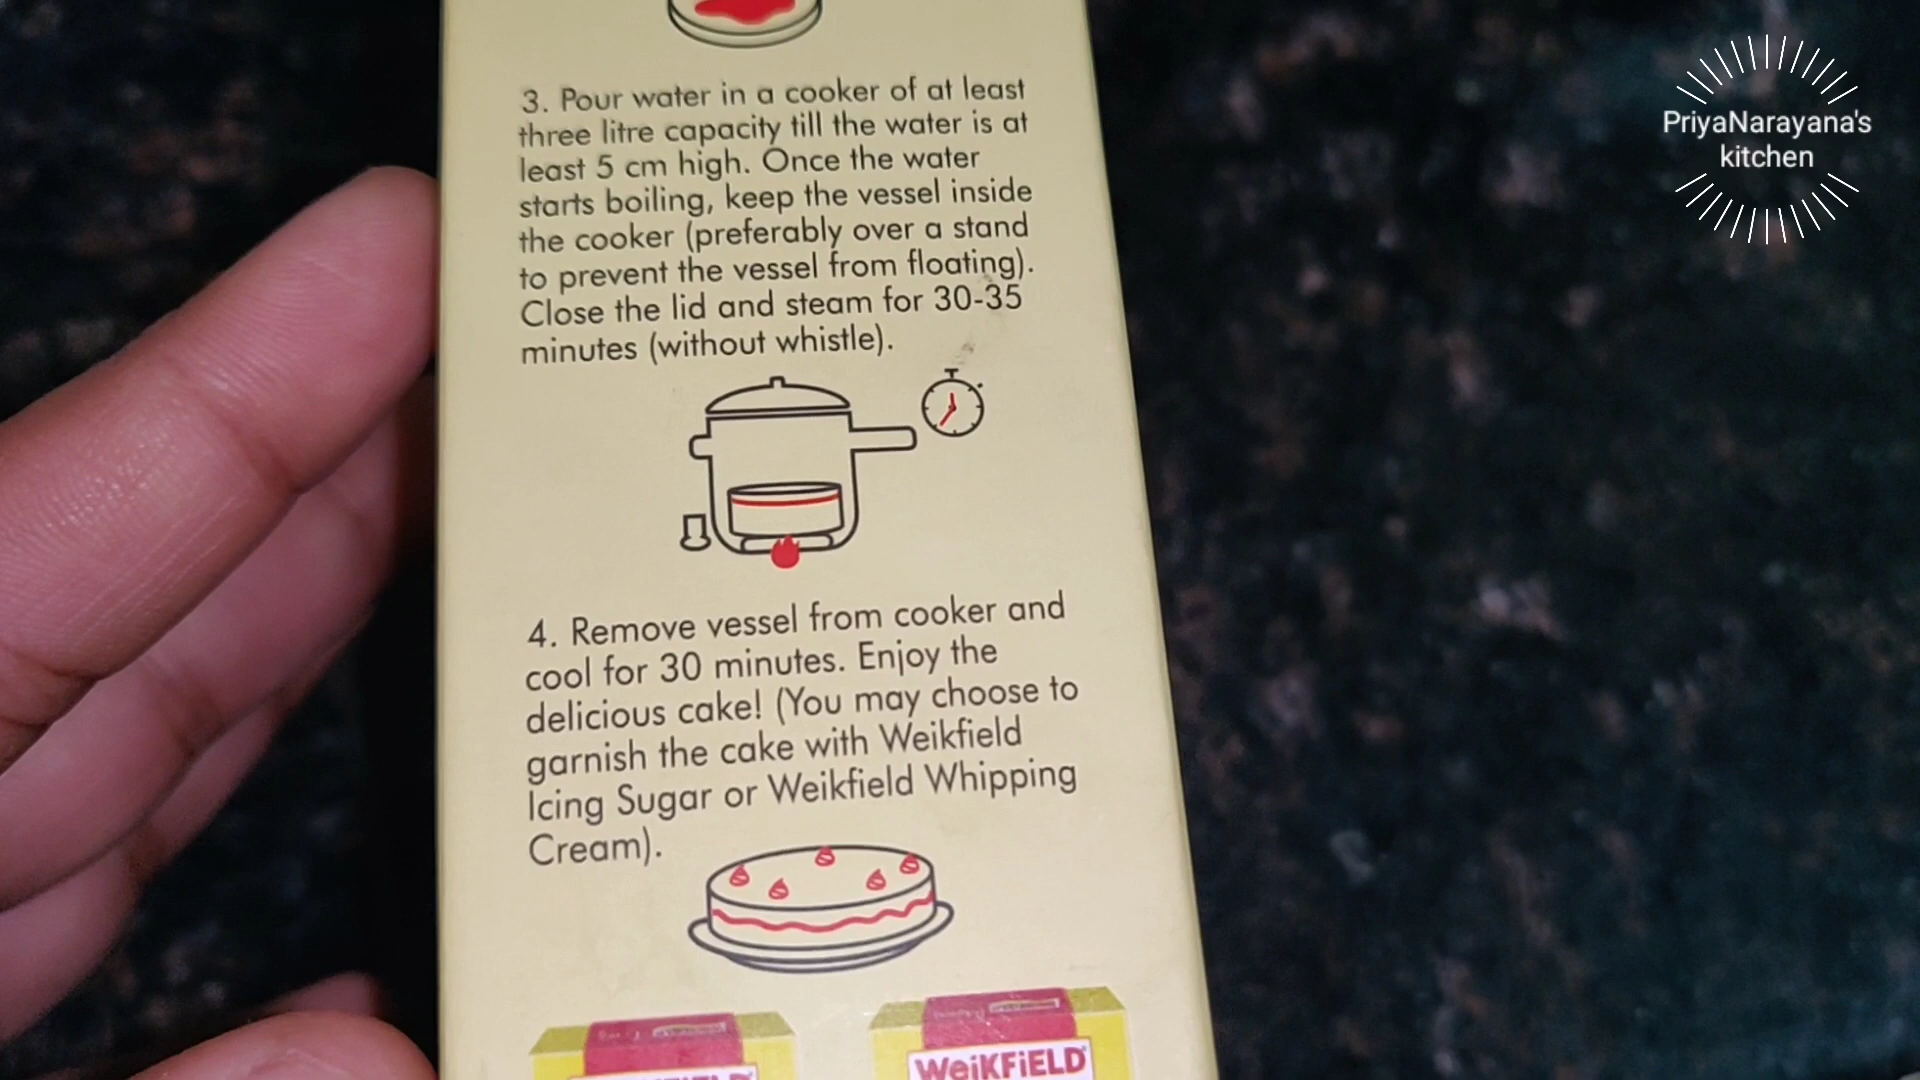 3. Pour water in a cooker of at least
three litre capacity till the water is at
least 5 cm high. Once the water
starts boiling, keep the vessel inside
the cooker (preferably over a stand
to prevent the vessel from floating).
Close the lid and steam for 30-35
minutes (without whistle).
4. Remove vessel from cooker and
cool for 30 minutes. Enjoy the
delicious cake! (You may choose to
garnish the cake with Weikfield
Icing Sugar or Weikfield Whipping
Cream).
WeiKFiELD
PriyaNarayana's
kitchen